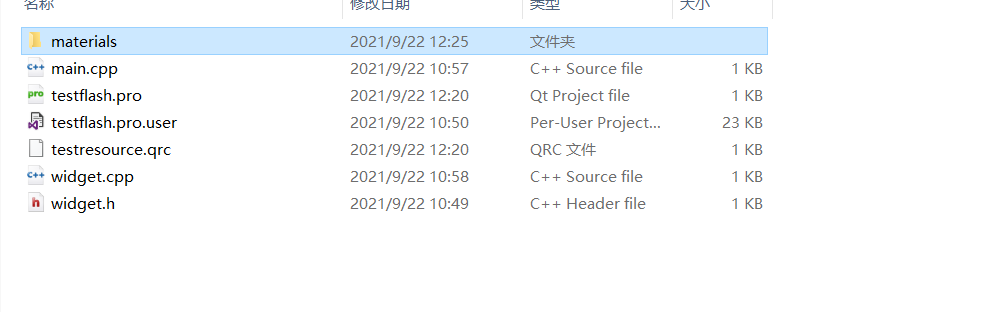 名称 修改日期 类型 大小
materials 2021/9/22 12:25 文件夹
main.cpp 2021/9/22 10:57 C++ Source file 1 KB
testflash.pro 2021/9/22 12:20 Qt Project file 1 KB
testflash.pro.user 2021/9/22 10:50 Per-User Project... 23 KB
testresource.qrc 2021/9/22 12:20 QRC 文件 1 KB
widget.cpp 2021/9/22 10:58 C++ Source file 1 KB
widget.h 2021/9/22 10:49 C++ Header file 1 KB